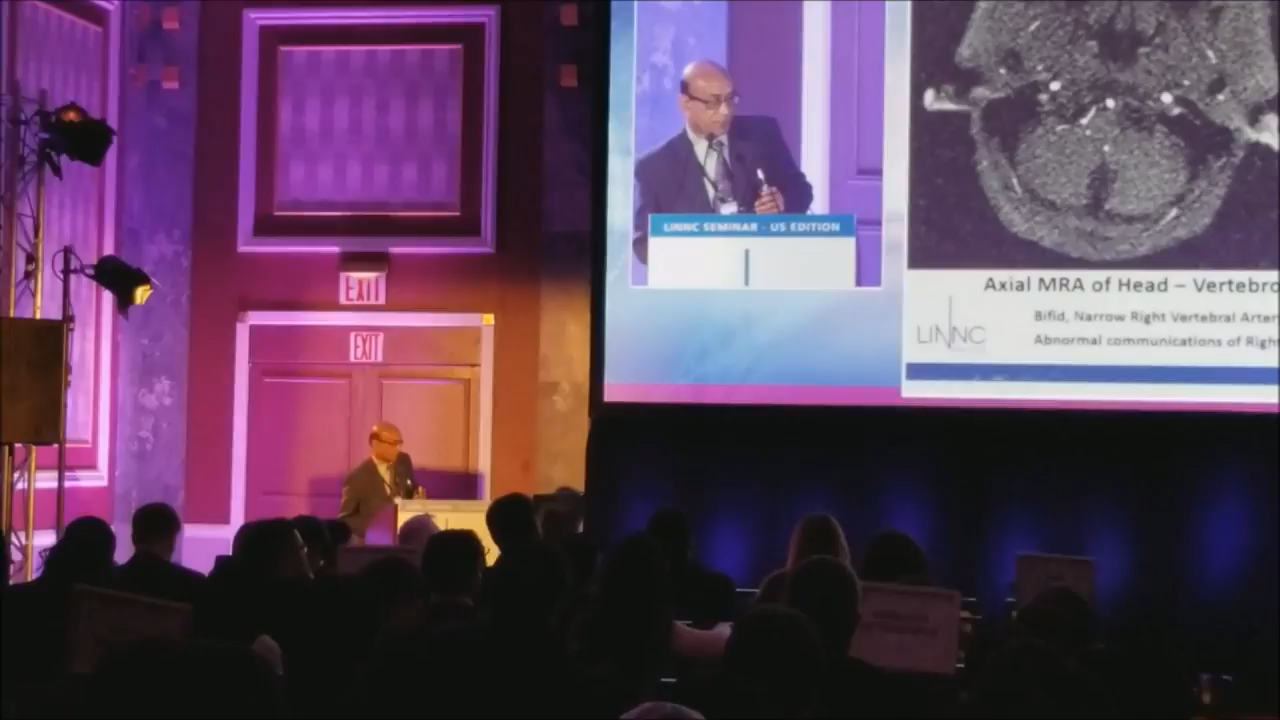 EXIT
EXIT
LINNC SEMINAR - US EDITION
Axial MRA of Head – Vertebro
Bifid, Narrow Right Vertebral Arter
Abnormal communications of Righ
LINNC